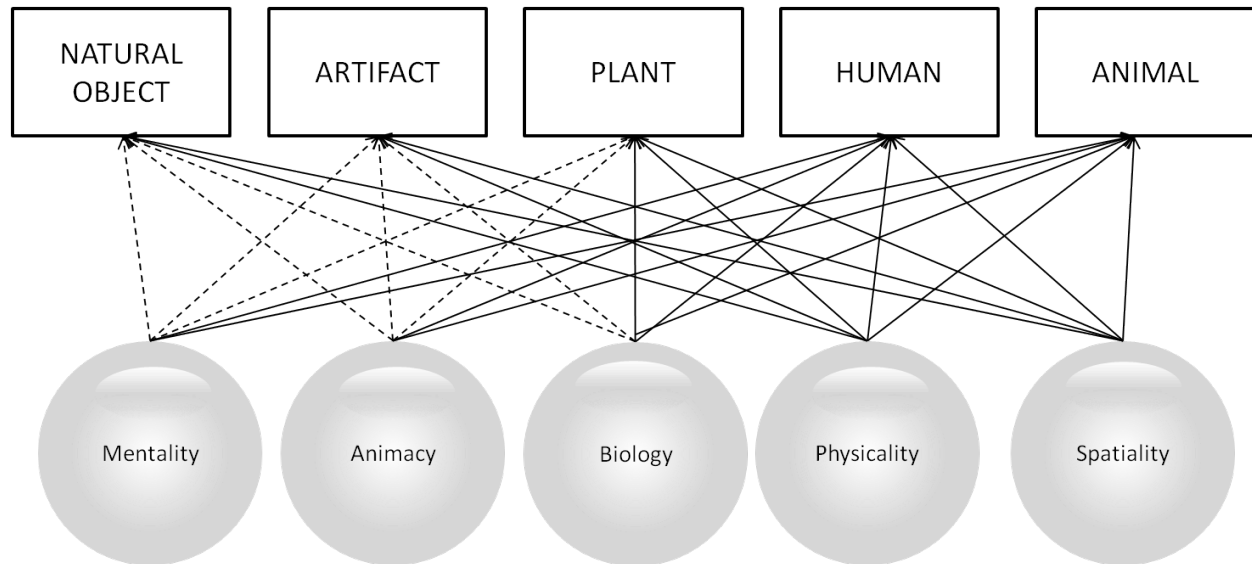 NATURAL
OBJECT
ARTIFACT
PLANT
HUMAN
ANIMAL
Mentality
Animacy
Biology
Physicality
Spatiality